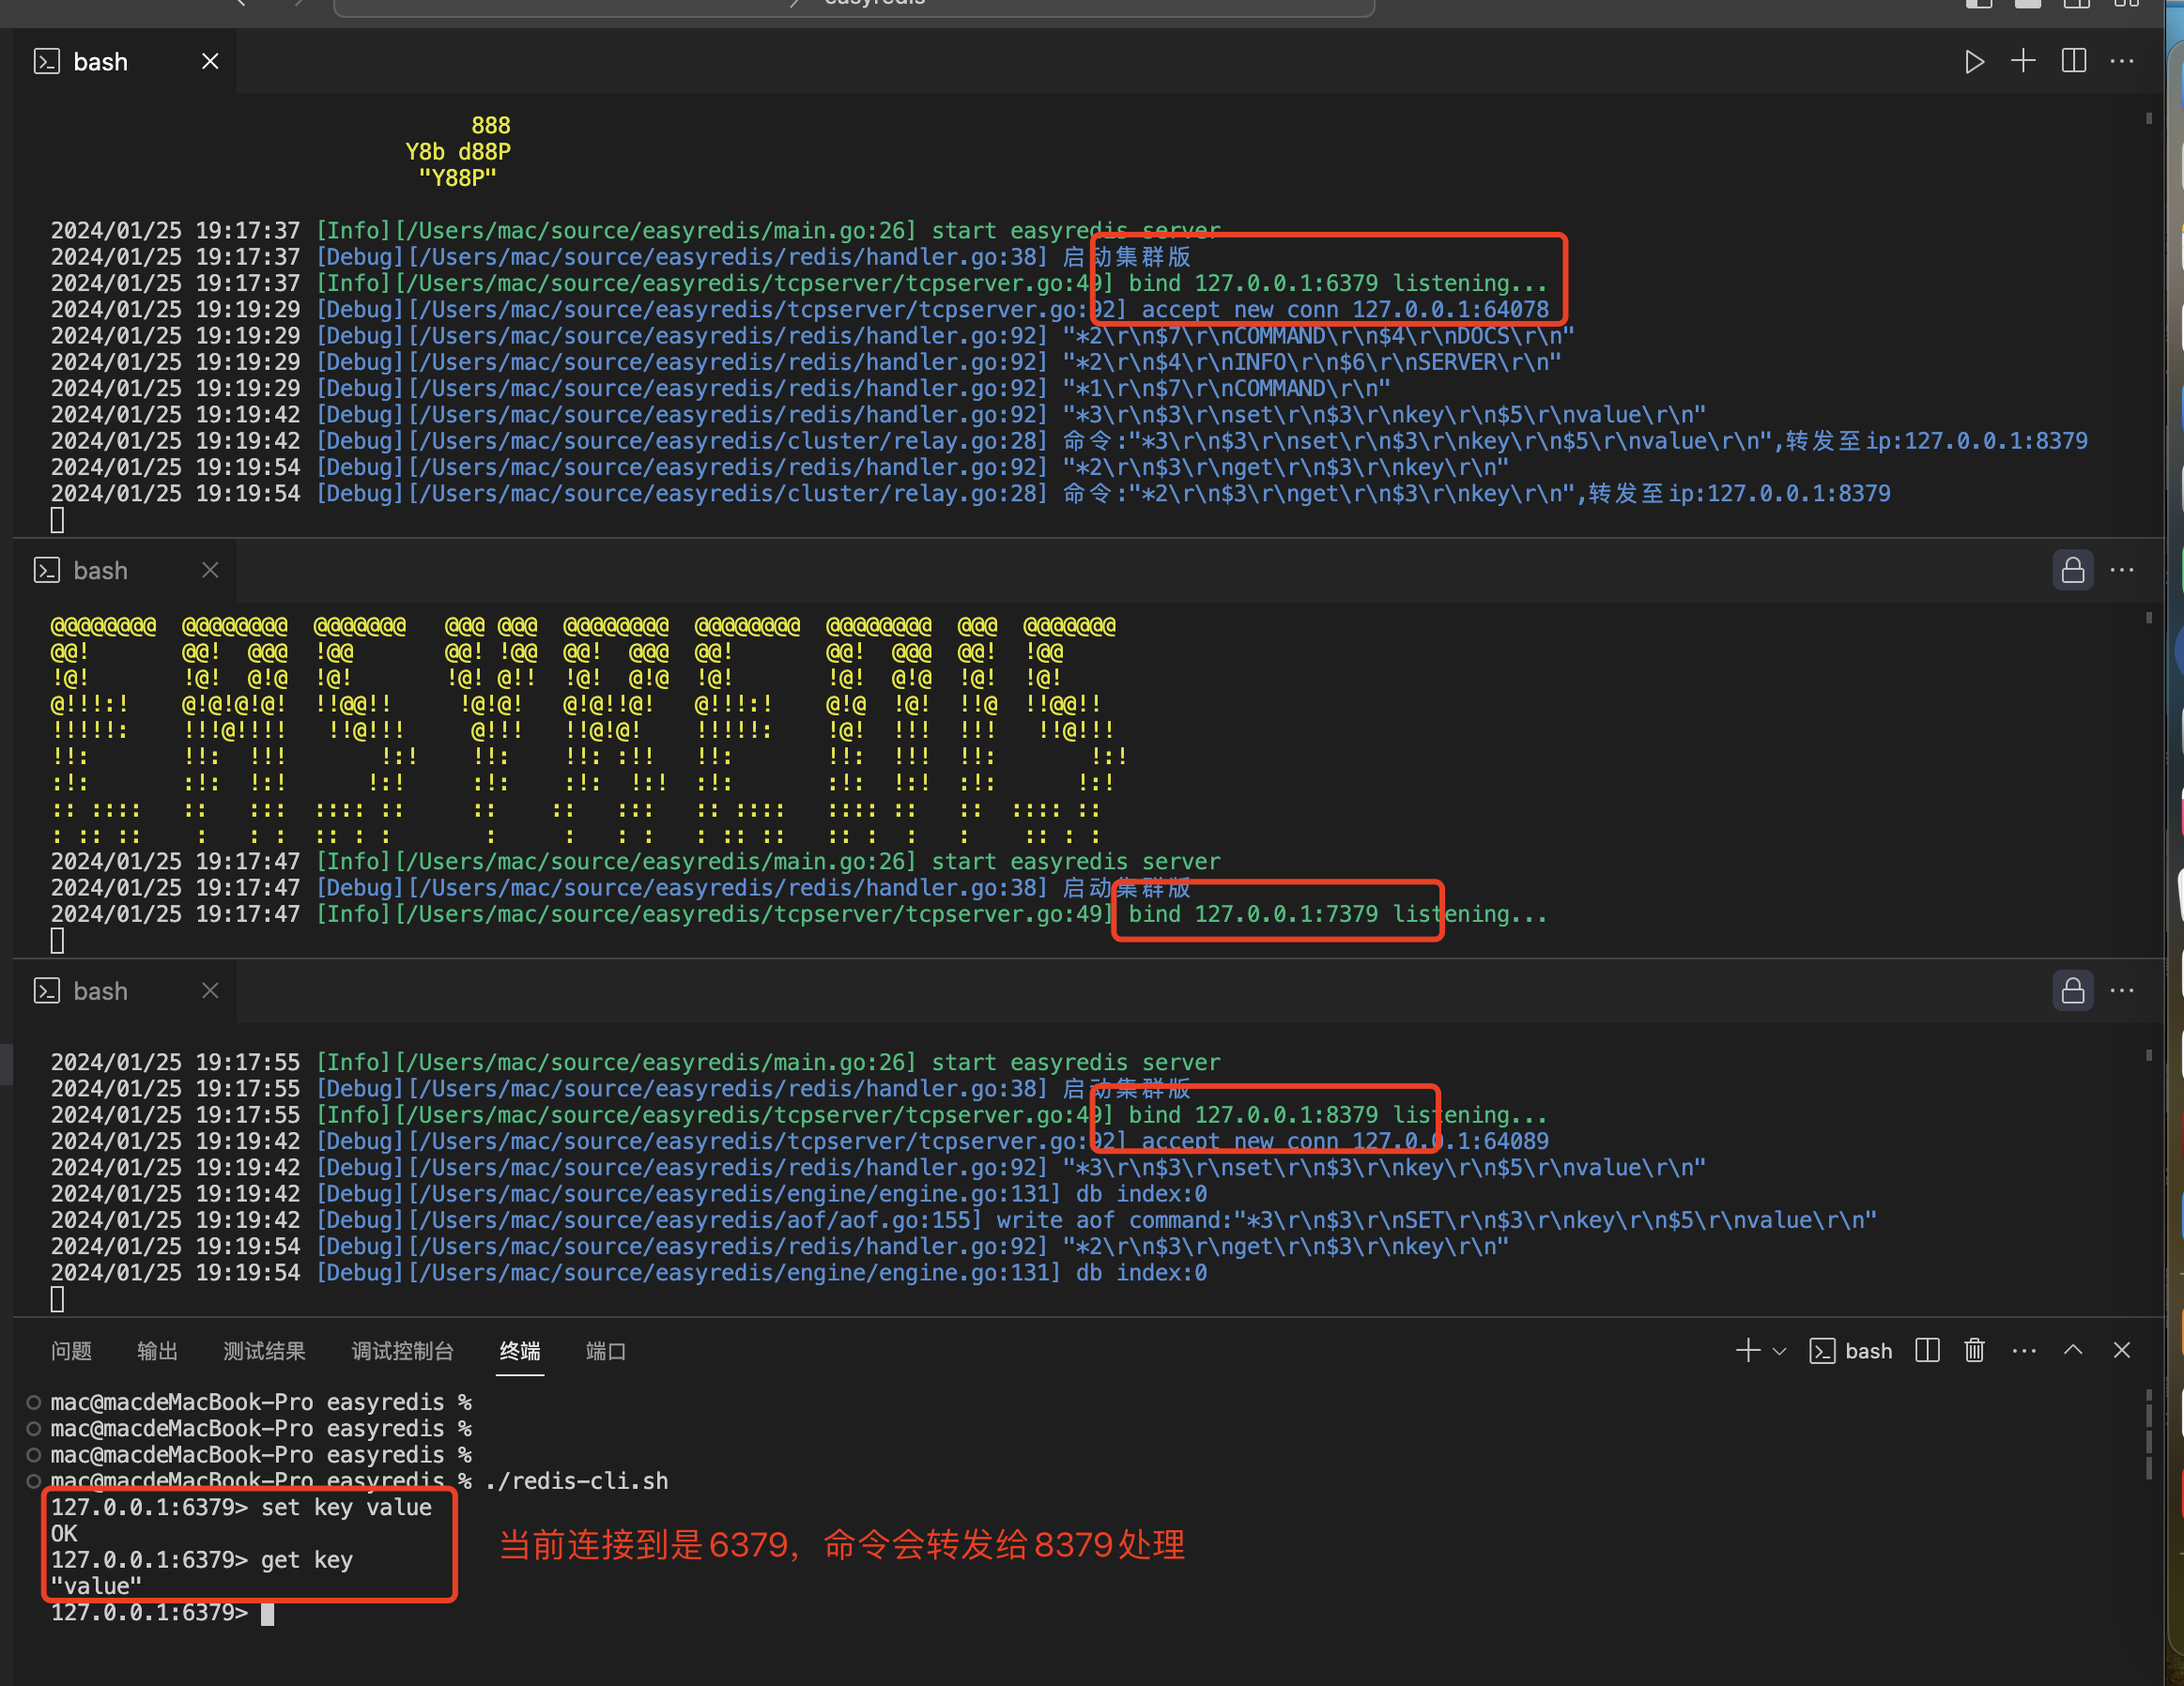 easyredis
bash
888
Y8b d88P
"Y88P"
2024/01/25 19:17:37 [Info][/Users/mac/source/easyredis/main.go:26] start easyredis server
2024/01/25 19:17:37 [Debug][/Users/mac/source/easyredis/redis/handler.go:38] 启动集群版
2024/01/25 19:17:37 [Info][/Users/mac/source/easyredis/tcpserver/tcpserver.go:49] bind 127.0.0.1:6379 listening...
2024/01/25 19:19:29 [Debug][/Users/mac/source/easyredis/tcpserver/tcpserver.go:92] accept new conn 127.0.0.1:64078
2024/01/25 19:19:29 [Debug][/Users/mac/source/easyredis/redis/handler.go:92] "*2\r\n$7\r\nCOMMAND\r\n$4\r\nDOCS\r\n"
2024/01/25 19:19:29 [Debug][/Users/mac/source/easyredis/redis/handler.go:92] "*2\r\n$4\r\nINFO\r\n$6\r\nSERVER\r\n"
2024/01/25 19:19:29 [Debug][/Users/mac/source/easyredis/redis/handler.go:92] "*1\r\n$7\r\nCOMMAND\r\n"
2024/01/25 19:19:42 [Debug][/Users/mac/source/easyredis/redis/handler.go:92] "*3\r\n$3\r\nset\r\n$3\r\nkey\r\n$5\r\nvalue\r\n"
2024/01/25 19:19:42 [Debug][/Users/mac/source/easyredis/cluster/relay.go:28] 命令:"*3\r\n$3\r\nset\r\n$3\r\nkey\r\n$5\r\nvalue\r\n",转发至ip:127.0.0.1:8379
2024/01/25 19:19:54 [Debug][/Users/mac/source/easyredis/redis/handler.go:92] "*2\r\n$3\r\nget\r\n$3\r\nkey\r\n"
2024/01/25 19:19:54 [Debug][/Users/mac/source/easyredis/cluster/relay.go:28] 命令:"*2\r\n$3\r\nget\r\n$3\r\nkey\r\n",转发至ip:127.0.0.1:8379
bash
2024/01/25 19:17:47 [Info][/Users/mac/source/easyredis/main.go:26] start easyredis server
2024/01/25 19:17:47 [Debug][/Users/mac/source/easyredis/redis/handler.go:38] 启动集群版
2024/01/25 19:17:47 [Info][/Users/mac/source/easyredis/tcpserver/tcpserver.go:49] bind 127.0.0.1:7379 listening...
bash
2024/01/25 19:17:55 [Info][/Users/mac/source/easyredis/main.go:26] start easyredis server
2024/01/25 19:17:55 [Debug][/Users/mac/source/easyredis/redis/handler.go:38] 启动集群版
2024/01/25 19:17:55 [Info][/Users/mac/source/easyredis/tcpserver/tcpserver.go:49] bind 127.0.0.1:8379 listening...
2024/01/25 19:19:42 [Debug][/Users/mac/source/easyredis/tcpserver/tcpserver.go:92] accept new conn 127.0.0.1:64089
2024/01/25 19:19:42 [Debug][/Users/mac/source/easyredis/redis/handler.go:92] "*3\r\n$3\r\nset\r\n$3\r\nkey\r\n$5\r\nvalue\r\n"
2024/01/25 19:19:42 [Debug][/Users/mac/source/easyredis/engine/engine.go:131] db index:0
2024/01/25 19:19:42 [Debug][/Users/mac/source/easyredis/aof/aof.go:155] write aof command:"*3\r\n$3\r\nSET\r\n$3\r\nkey\r\n$5\r\nvalue\r\n"
2024/01/25 19:19:54 [Debug][/Users/mac/source/easyredis/redis/handler.go:92] "*2\r\n$3\r\nget\r\n$3\r\nkey\r\n"
2024/01/25 19:19:54 [Debug][/Users/mac/source/easyredis/engine/engine.go:131] db index:0
问题 输出 测试结果 调试控制台 终端 端口 bash
mac@macdeMacBook-Pro easyredis %
mac@macdeMacBook-Pro easyredis %
mac@macdeMacBook-Pro easyredis %
mac@macdeMacBook-Pro easyredis % ./redis-cli.sh
127.0.0.1:6379> set key value
OK
127.0.0.1:6379> get key
"value"
127.0.0.1:6379>
当前连接到是6379，命令会转发给8379处理